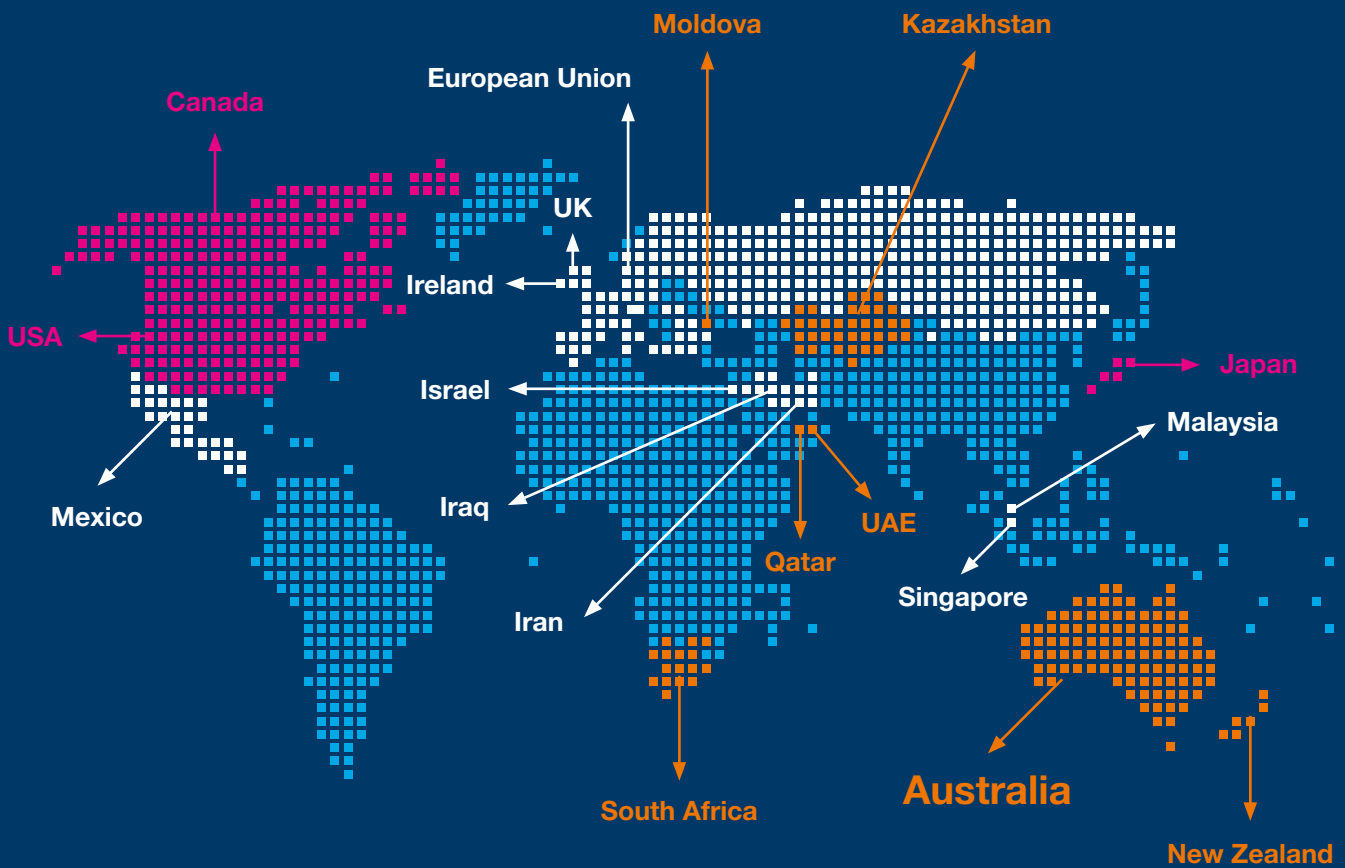 Moldova
Kazakhstan
European Union
Canada
UK
Ireland
USA
Japan
Israel
Malaysia
Iraq
Mexico
UAE
Qatar
Singapore
Iran
Australia
South Africa
New Zealand